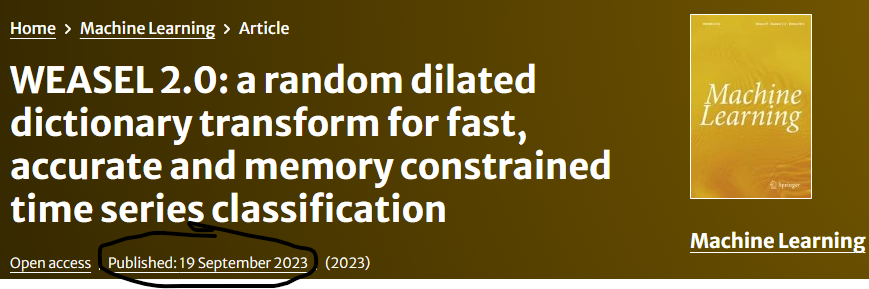 Home > Machine Learning > Article
WEASEL 2.0: a random dilated
dictionary transform for fast,
accurate and memory constrained
time series classification
Open access Published: 19 September 2023 (2023)
Machine
Learning
Springer
Machine Learning